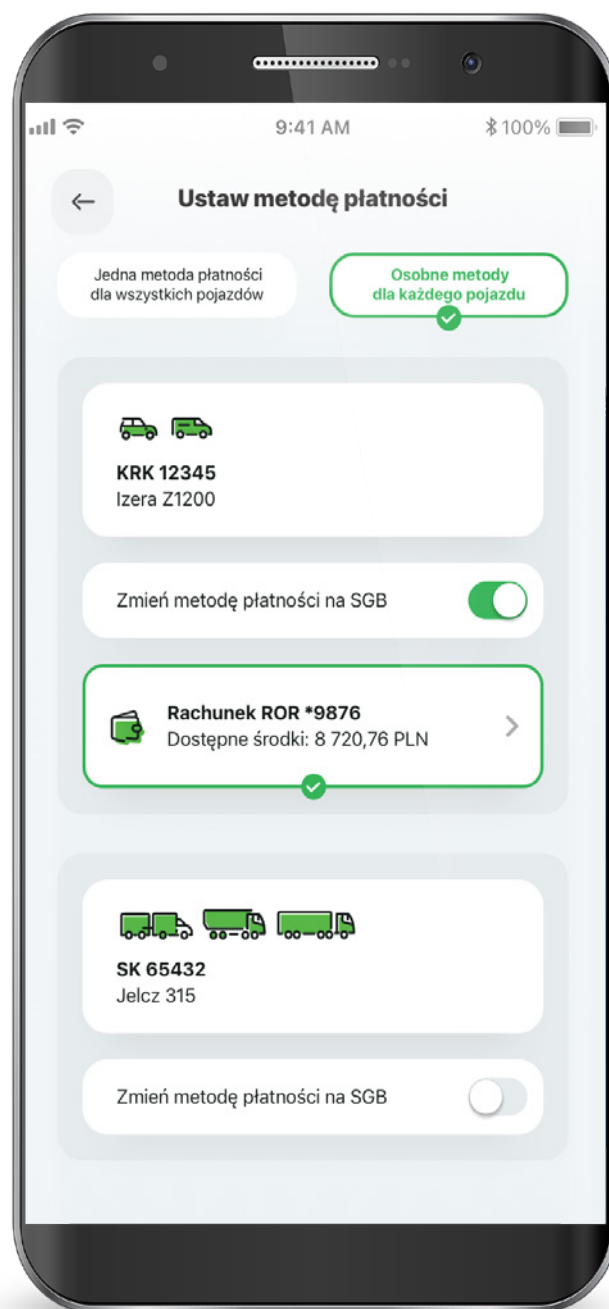 9:41 AM
100%
Ustaw metodę płatności
Jedna metoda płatności
dla wszystkich pojazdów
Osobne metody
dla każdego pojazdu
KRK 12345
Izera Z1200
Zmień metodę płatności na SGB
Rachunek ROR *9876
Dostępne środki: 8 720,76 PLN
SK 65432
Jelcz 315
Zmień metodę płatności na SGB